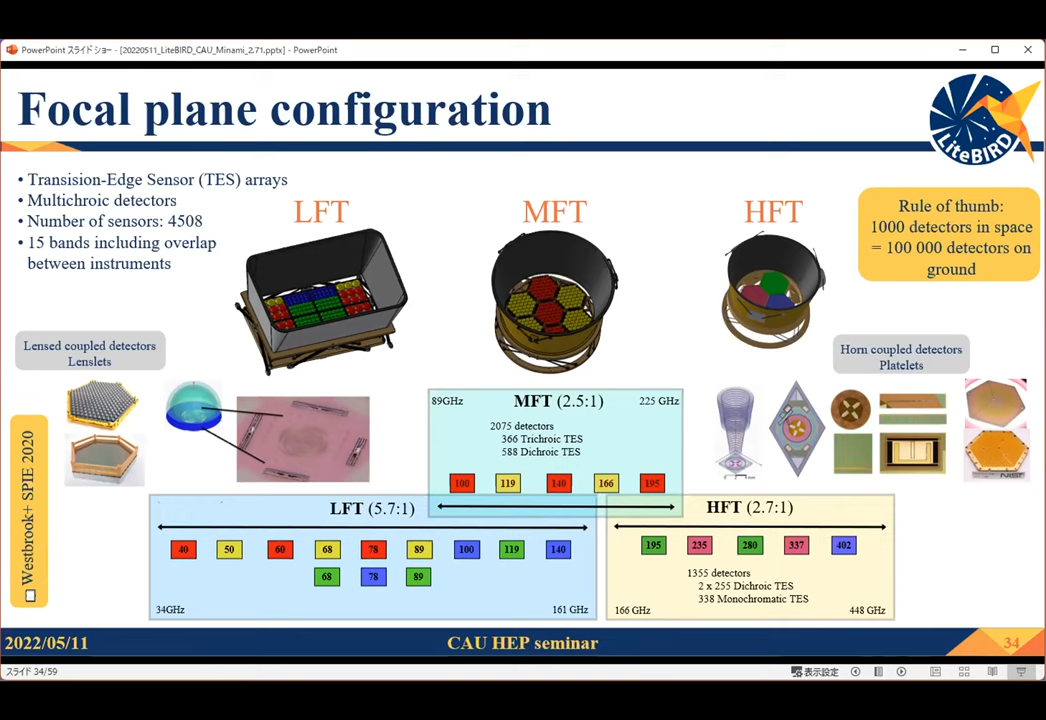 PowerPoint スライド ショー - [20220511_LiteBIRD_CAU_Minami_2.71.pptx] - PowerPoint
Focal plane configuration
LiteBIRD
• Transision-Edge Sensor (TES) arrays
• Multichroic detectors
• Number of sensors: 4508
• 15 bands including overlap
between instruments
LFT
MFT
HFT
Rule of thumb:
1000 detectors in space
= 100 000 detectors on
ground
Lensed coupled detectors
Lenslets
Horn coupled detectors
Platelets
Westbrook+ SPIE 2020
89GHz
MFT (2.5:1)
225 GHz
2075 detectors
366 Trichroic TES
588 Dichroic TES
100 119 140 166 195
LFT (5.7:1)
40 50 60 68 78 89 100 119 140
68 78 89
34GHz
161 GHz
HFT (2.7:1)
195 235 280 337 402
1355 detectors
2 x 255 Dichroic TES
338 Monochromatic TES
166 GHz
448 GHz
NIST
2022/05/11
CAU HEP seminar
34
スライド 34/59
表示設定